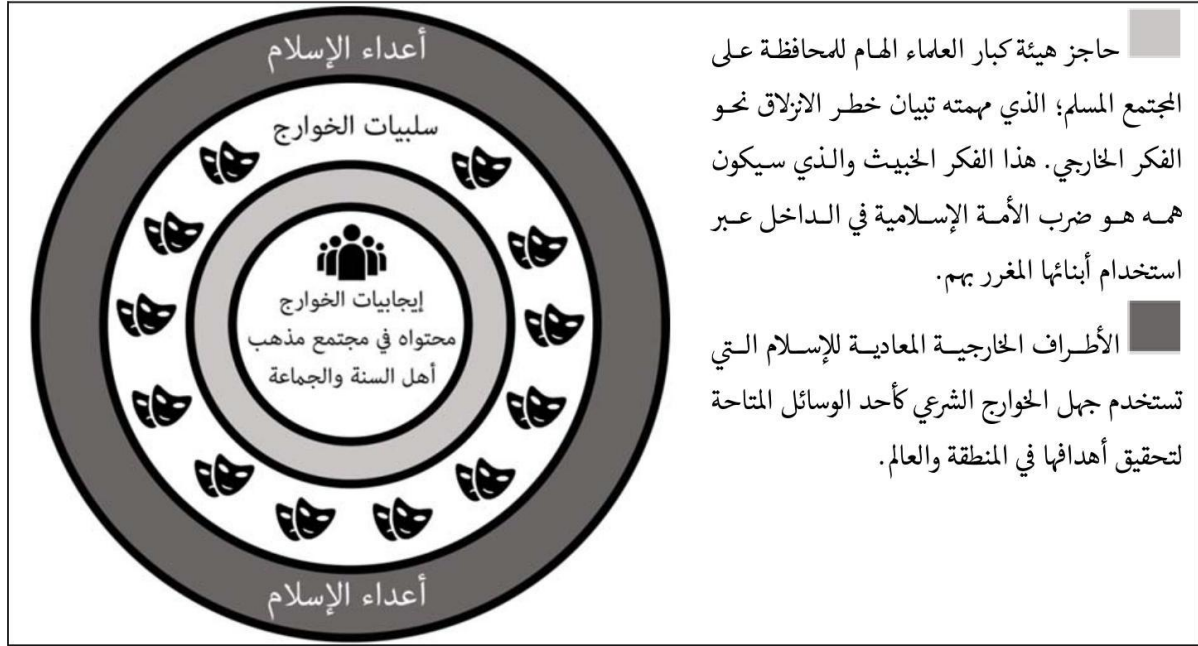 حاجز هيئة كبار العلماء الهام للمحافظة على
المجتمع المسلم؛ الذي مهمته تبيان خطر الانزلاق نحو
الفكر الخارجي. هذا الفكر الخبيث والذي سيكون
همه هو ضرب الأمة الإسلامية في الداخل عبر
استخدام أبنائها المغرر بهم.
الأطراف الخارجية المعادية للإسلام التي
تستخدم جهل الخوارج الشرعي كأحد الوسائل المتاحة
لتحقيق أهدافها في المنطقة والعالم.
أعداء الإسلام
سلبيات الخوارج
إيجابيات الخوارج
محتواه في مجتمع مذهب
أهل السنة والجماعة
أعداء الإسلام